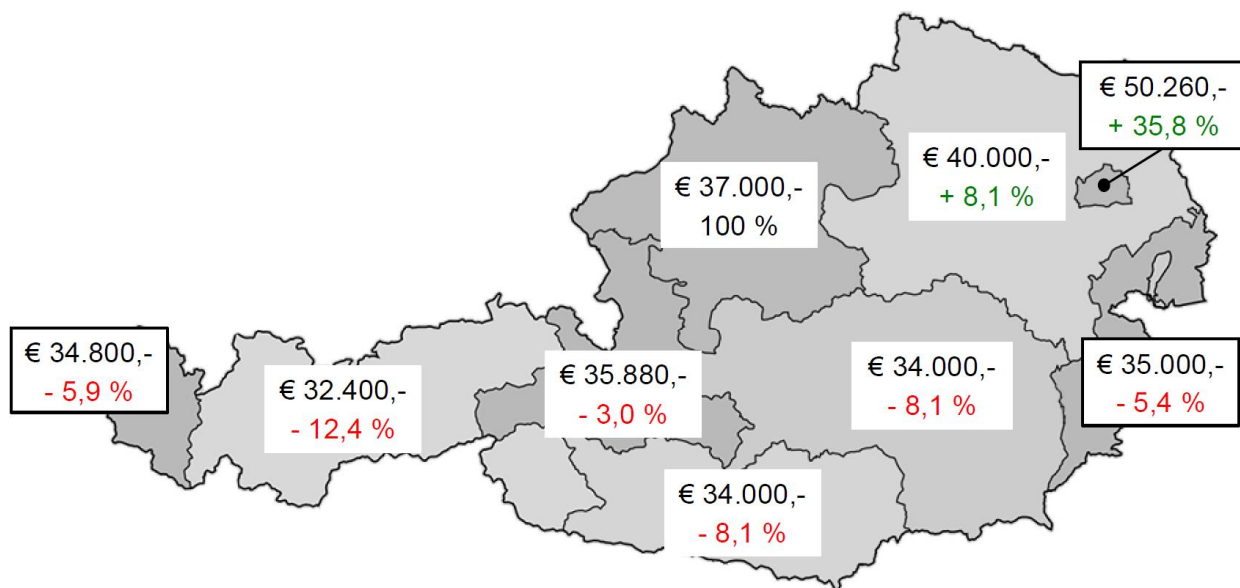 € 50.260,-
+ 35,8 %
€ 40.000,-
+ 8,1 %
€ 37.000,-
100 %
€ 34.800,-
- 5,9 %
€ 32.400,-
- 12,4 %
€ 35.880,-
- 3,0 %
€ 34.000,-
- 8,1 %
€ 35.000,-
- 5,4 %
€ 34.000,-
- 8,1 %